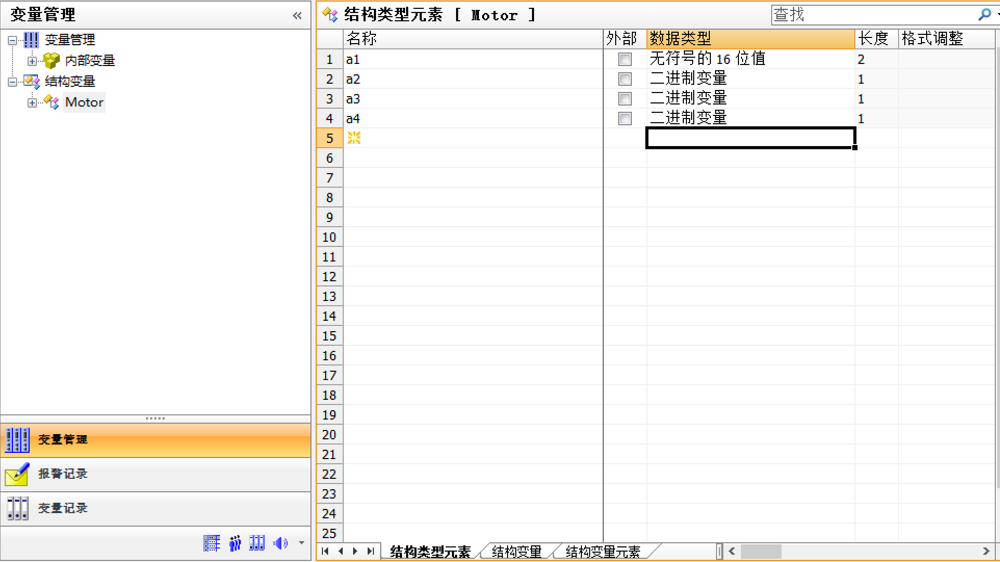 变量管理 «
变量管理
内部变量
结构变量
Motor
变量管理
报警记录
变量记录
结构类型元素 [ Motor ] 查找
名称 外部 数据类型 长度 格式调整
1 a1 无符号的 16 位值 2
2 a2 二进制变量 1
3 a3 二进制变量 1
4 a4 二进制变量 1
5
6
7
8
9
10
11
12
13
14
15
16
17
18
19
20
21
22
23
24
25
结构类型元素 结构变量 结构变量元素